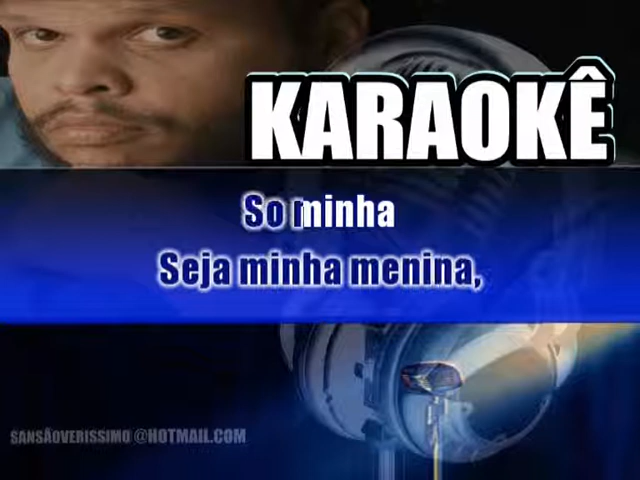 KARAOKÊ
So minha
Seja minha menina,
SANSÃOVERISSIMO@HOTMAIL.COM